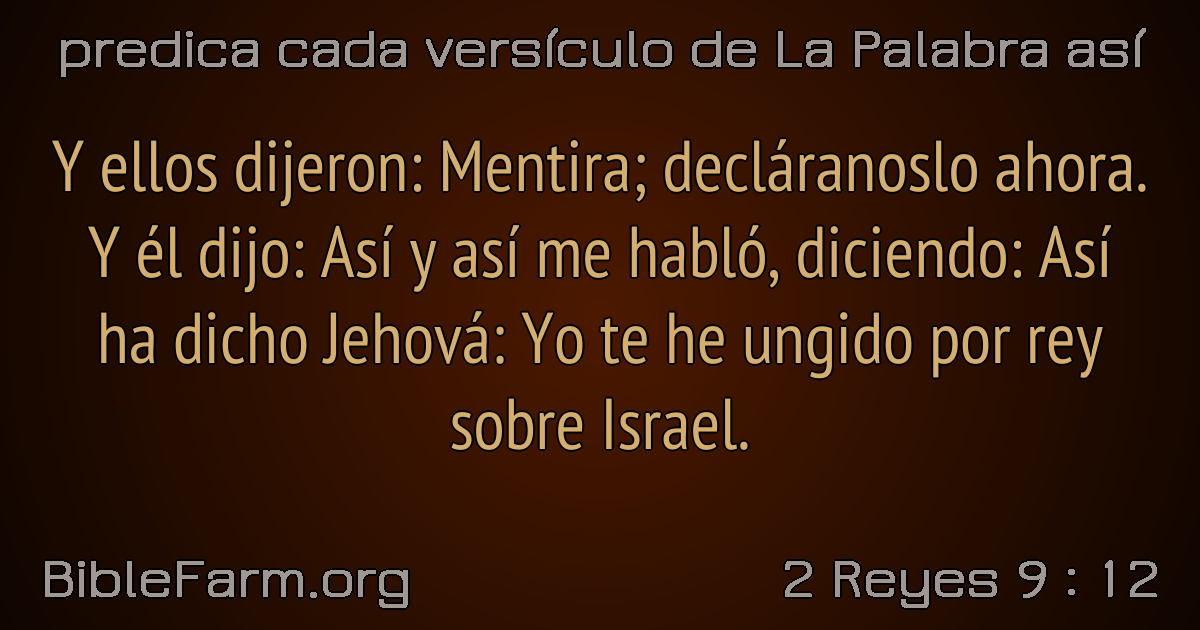 predica cada versículo de La Palabra así
Y ellos dijeron: Mentira; decláranoslo ahora.
Y él dijo: Así y así me habló, diciendo: Así
ha dicho Jehová: Yo te he ungido por rey
sobre Israel.
BibleFarm.org
2 Reyes 9 : 12